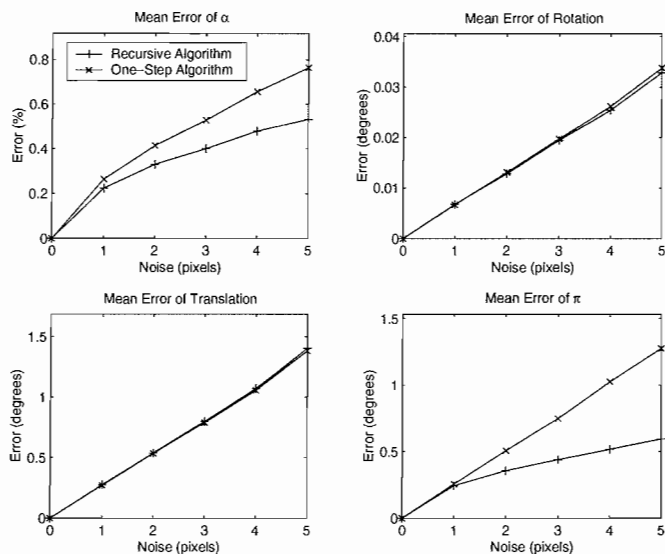 Mean Error of α
Recursive Algorithm
One-Step Algorithm
0.8
0.6
0.4
0.2
0
Error (%)
0 1 2 3 4 5
Noise (pixels)
Mean Error of Rotation
0.04
0.03
0.02
0.01
0
Error (degrees)
0 1 2 3 4 5
Noise (pixels)
Mean Error of Translation
1.5
1
0.5
0
Error (degrees)
0 1 2 3 4 5
Noise (pixels)
Mean Error of π
1.5
1
0.5
0
Error (degrees)
0 1 2 3 4 5
Noise (pixels)